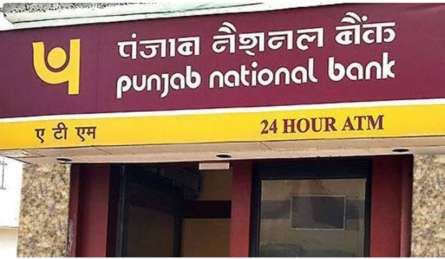 पंजाब नैशनल बैंक
punjab national bank
ए टी एम 24 HOUR ATM